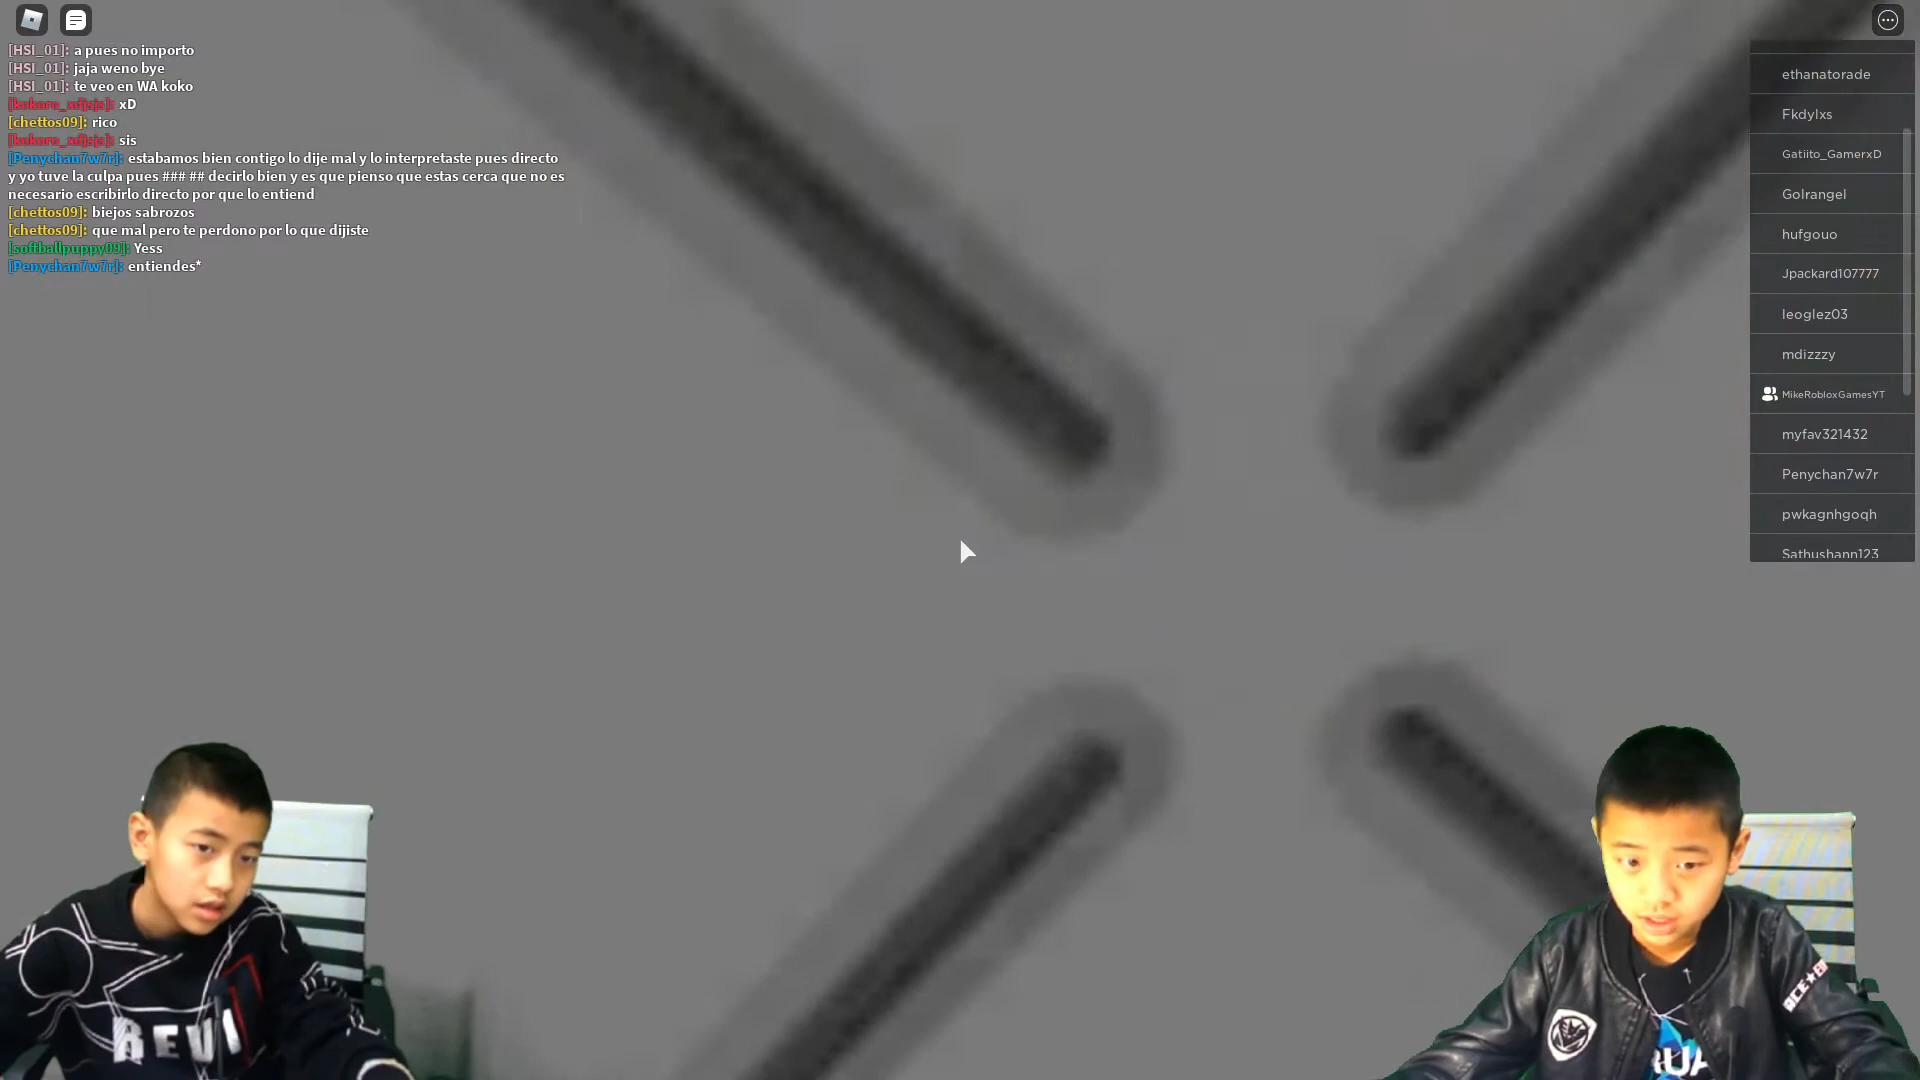 [HSI_01]: a pues no importo
[HSI_01]: jaja weno bye
[HSI_01]: te veo en WA koko
xD
[chettos09]: rico
sis
[Penychan7w7r]: estabamos bien contigo lo dije mal y lo interpretaste pues directo
y yo tuve la culpa pues ### ## decirlo bien y es que pienso que estas cerca que no es
necesario escribirlo directo por que lo entiend
[chettos09]: biejos sabrozos
[chettos09]: que mal pero te perdono por lo que dijiste
[softballpuppy09]: Yess
[Penychan7w7r]: entiendes*
ethanatorade
Fkdylxs
Gatiito_GamerxD
Golrangel
hufgouo
Jpackard107777
leoglez03
mdizzzy
MikeRobloxGamesYT
myfav321432
Penychan7w7r
pwkagnhgoqh
Sathushann123
REVI